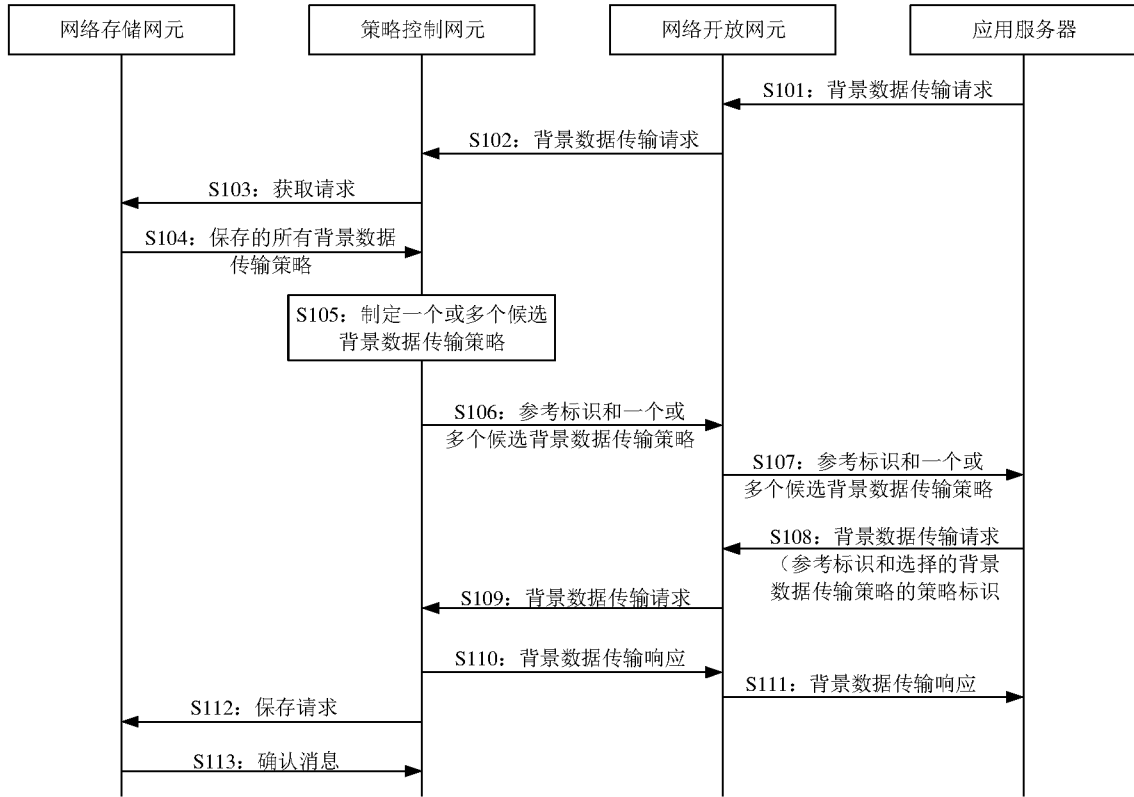 网络存储网元
策略控制网元
网络开放网元
应用服务器
S101：背景数据传输请求
S102：背景数据传输请求
S103：获取请求
S104：保存的所有背景数据
传输策略
S105：制定一个或多个候选
背景数据传输策略
S106：参考标识和一个或
多个候选背景数据传输策略
S107：参考标识和一个或
多个候选背景数据传输策略
S108：背景数据传输请求
（参考标识和选择的背景
数据传输策略的策略标识
S109：背景数据传输请求
S110：背景数据传输响应
S111：背景数据传输响应
S112：保存请求
S113：确认消息